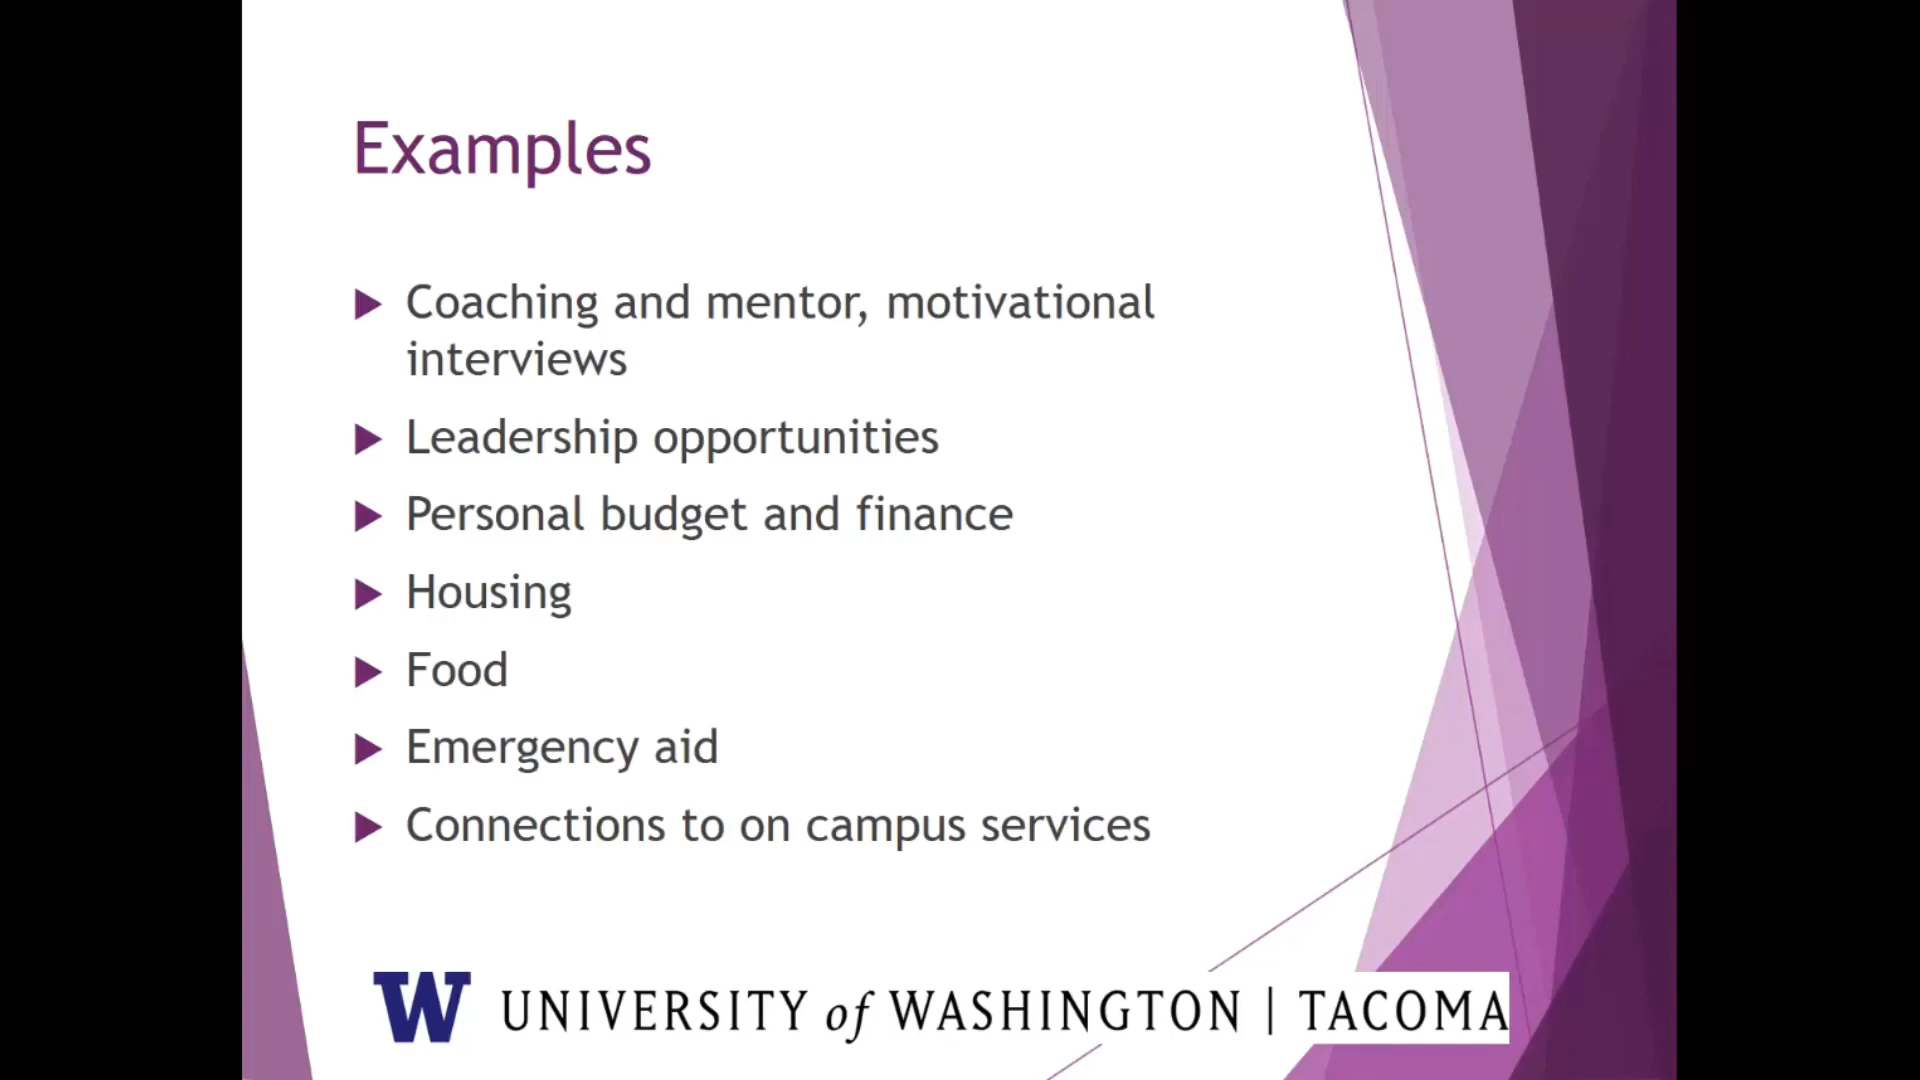 Examples
Coaching and mentor, motivational
interviews
Leadership opportunities
Personal budget and finance
Housing
Food
Emergency aid
Connections to on campus services
W UNIVERSITY of WASHINGTON | TACOMA